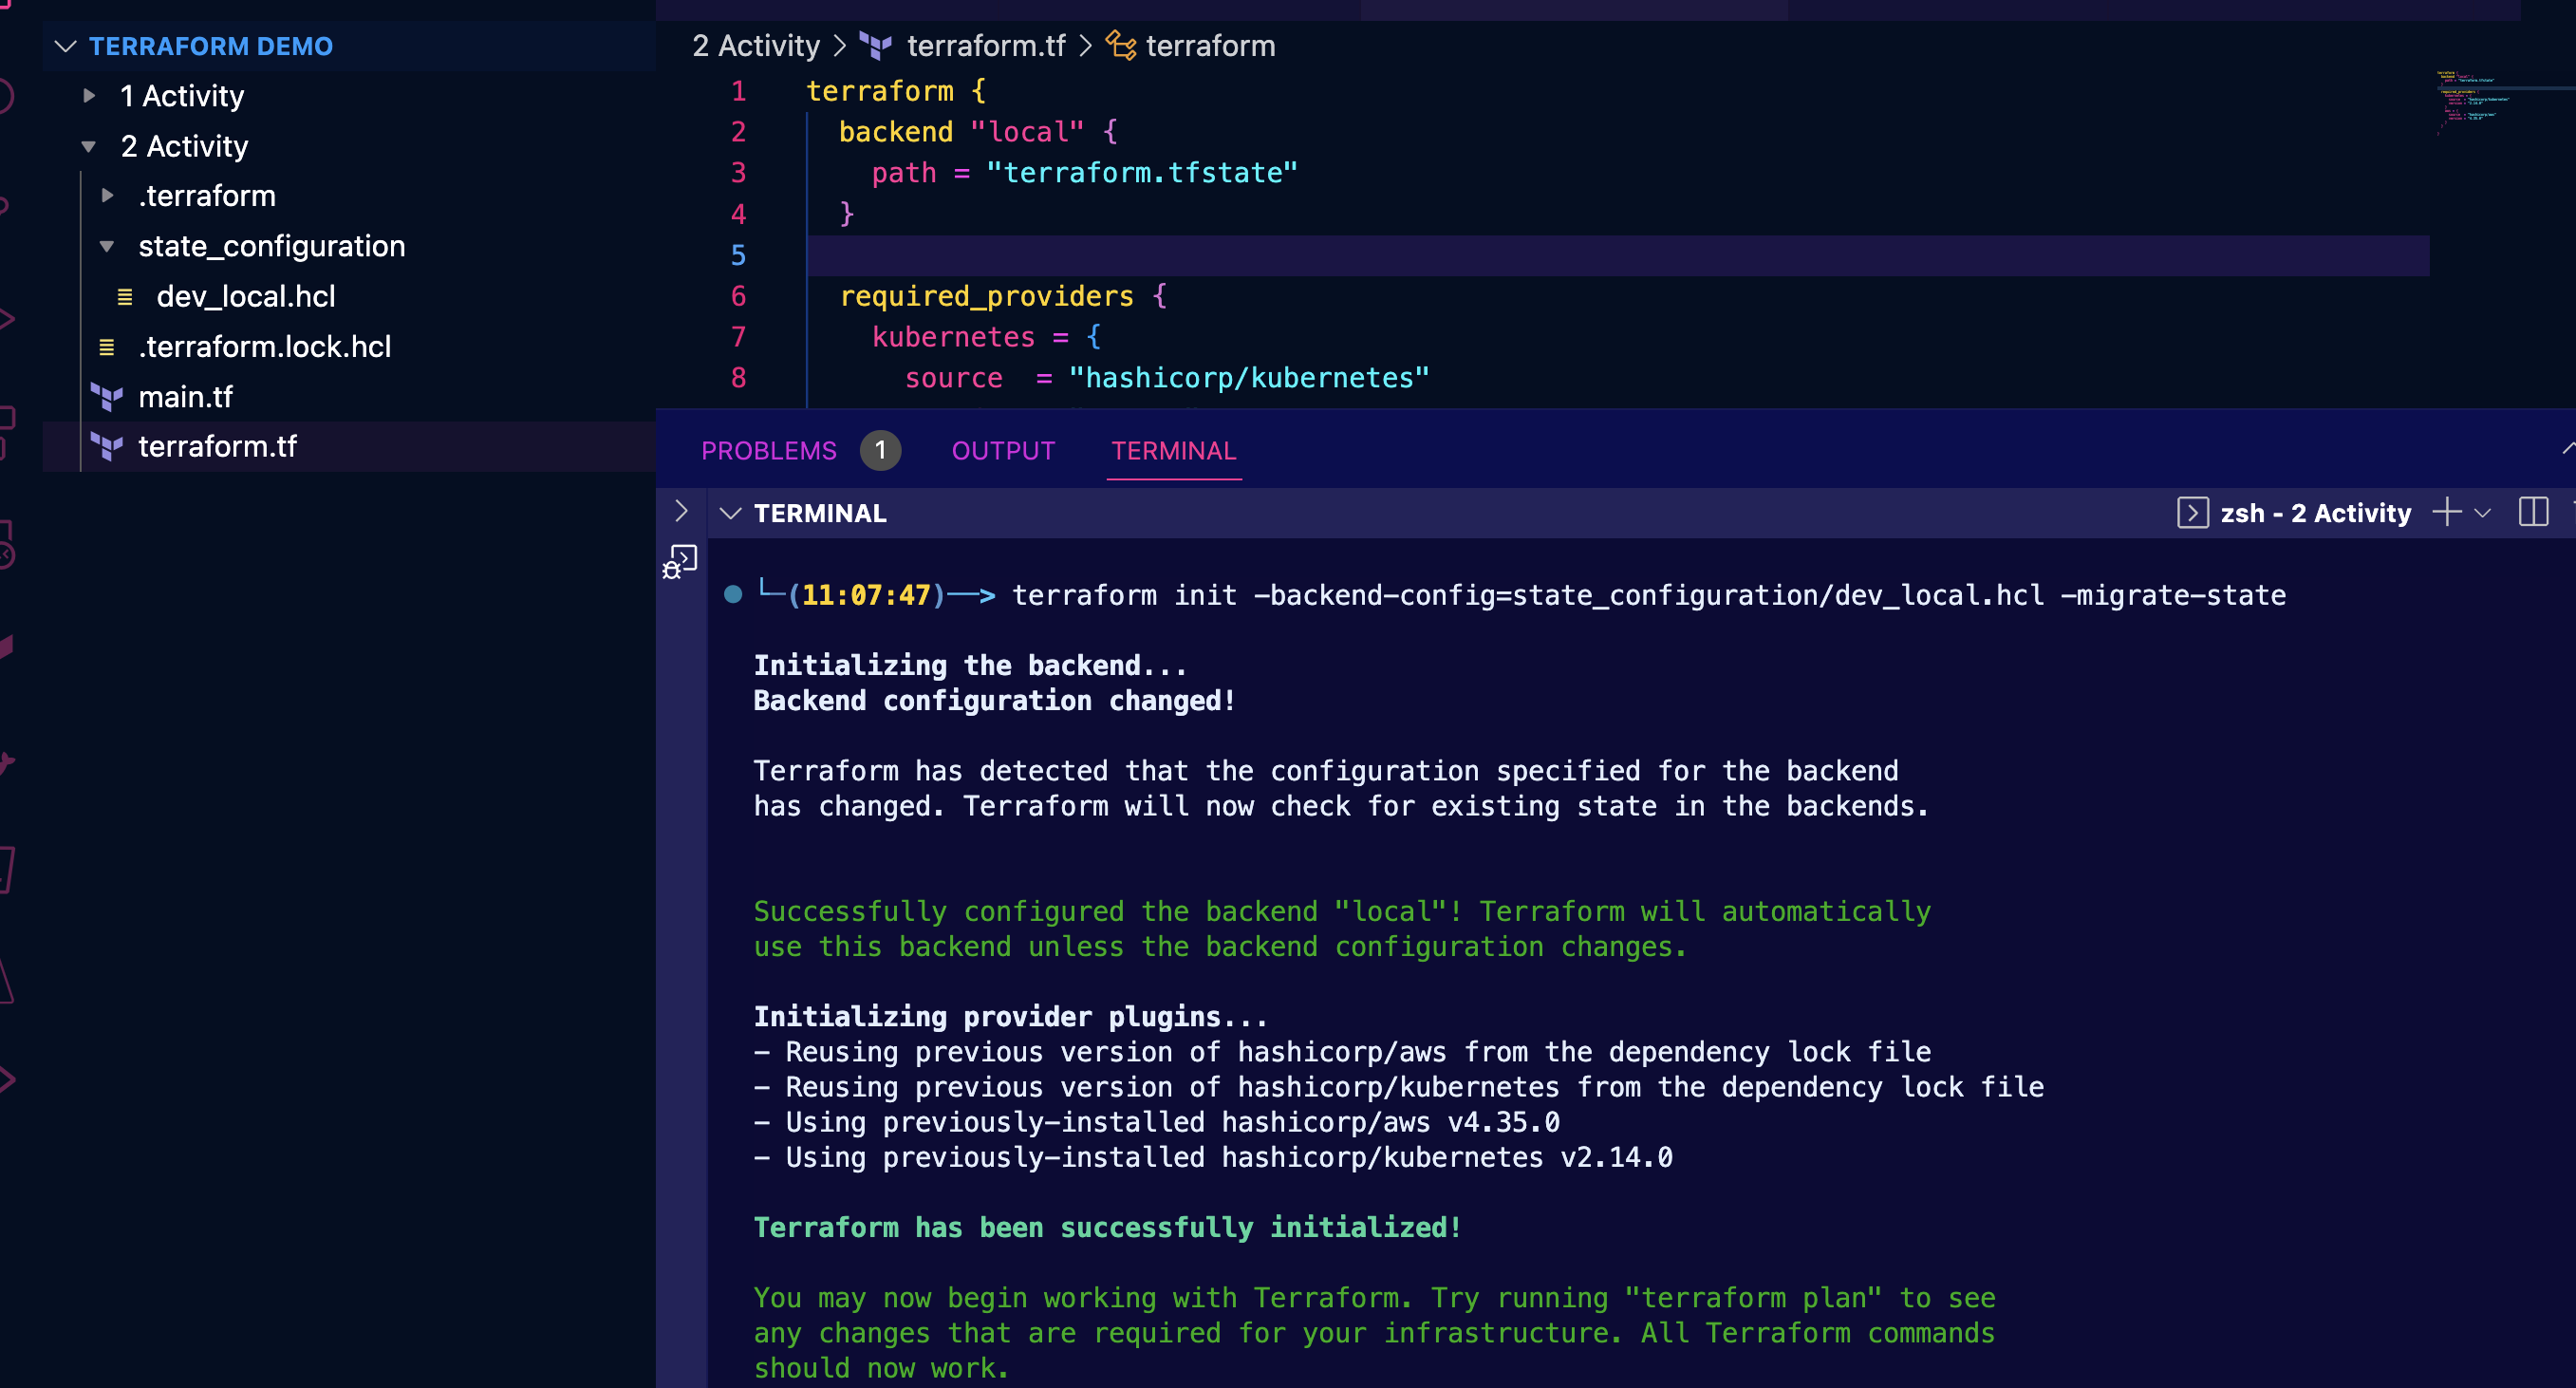 TERRAFORM DEMO
1 Activity
2 Activity
.terraform
state_configuration
dev_local.hcl
.terraform.lock.hcl
main.tf
terraform.tf
2 Activity > terraform.tf > terraform
1 terraform {
2 backend "local" {
3 path = "terraform.tfstate"
4 }
5
6 required_providers {
7 kubernetes = {
8 source = "hashicorp/kubernetes"
PROBLEMS 1 OUTPUT TERMINAL
TERMINAL
zsh - 2 Activity
└─(11:07:47)──> terraform init -backend-config=state_configuration/dev_local.hcl -migrate-state
Initializing the backend...
Backend configuration changed!
Terraform has detected that the configuration specified for the backend
has changed. Terraform will now check for existing state in the backends.
Successfully configured the backend "local"! Terraform will automatically
use this backend unless the backend configuration changes.
Initializing provider plugins...
- Reusing previous version of hashicorp/aws from the dependency lock file
- Reusing previous version of hashicorp/kubernetes from the dependency lock file
- Using previously-installed hashicorp/aws v4.35.0
- Using previously-installed hashicorp/kubernetes v2.14.0
Terraform has been successfully initialized!
You may now begin working with Terraform. Try running "terraform plan" to see
any changes that are required for your infrastructure. All Terraform commands
should now work.